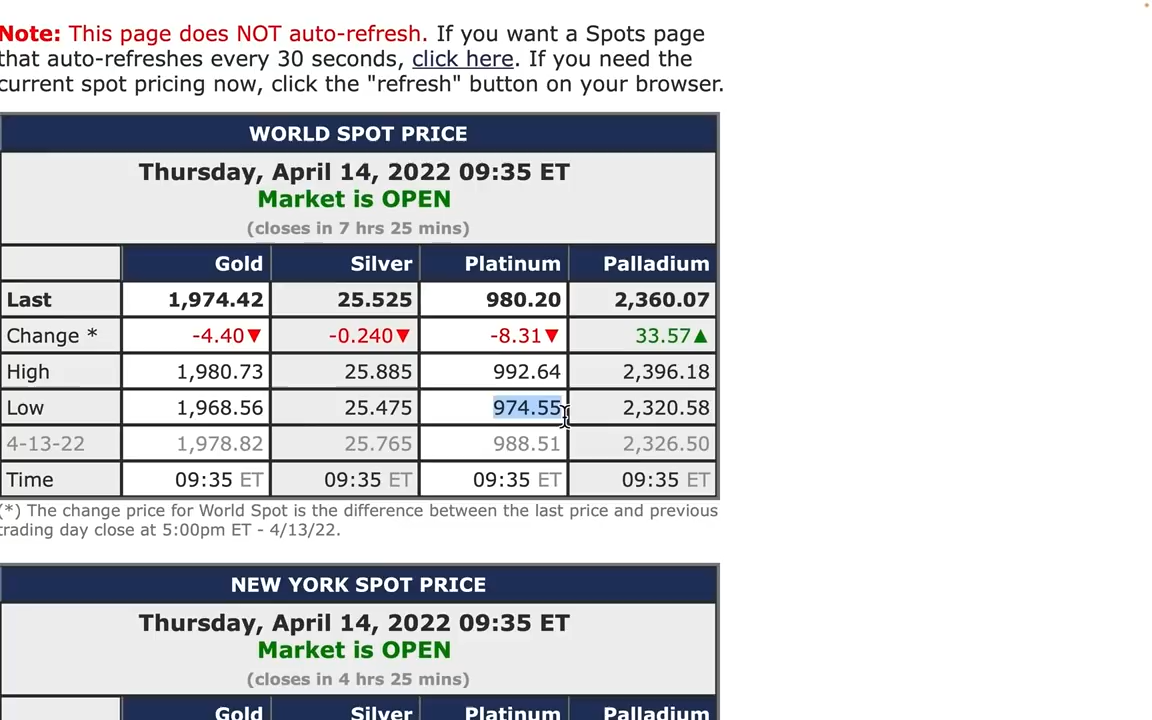 Note: This page does NOT auto-refresh. If you want a Spots page
that auto-refreshes every 30 seconds, click here. If you need the
current spot pricing now, click the "refresh" button on your browser.
WORLD SPOT PRICE
Thursday, April 14, 2022 09:35 ET
Market is OPEN
(closes in 7 hrs 25 mins)
Gold Silver Platinum Palladium
Last 1,974.42 25.525 980.20 2,360.07
Change * -4.40▼ -0.240▼ -8.31▼ 33.57▲
High 1,980.73 25.885 992.64 2,396.18
Low 1,968.56 25.475 974.55 2,320.58
4-13-22 1,978.82 25.765 988.51 2,326.50
Time 09:35 ET 09:35 ET 09:35 ET 09:35 ET
(*) The change price for World Spot is the difference between the last price and previous
trading day close at 5:00pm ET - 4/13/22.
NEW YORK SPOT PRICE
Thursday, April 14, 2022 09:35 ET
Market is OPEN
(closes in 4 hrs 25 mins)
Gold Silver Platinum Palladium